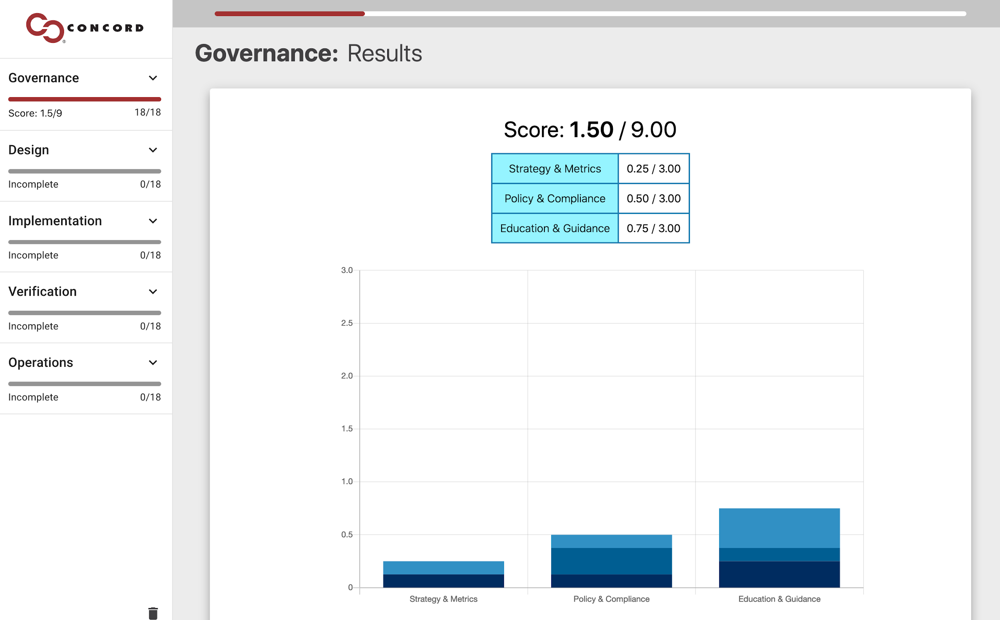 CONCORD
®
Governance
Score: 1.5/9 18/18
Design
Incomplete 0/18
Implementation
Incomplete 0/18
Verification
Incomplete 0/18
Operations
Incomplete 0/18
Governance: Results
Score: 1.50 / 9.00
Strategy & Metrics 0.25 / 3.00
Policy & Compliance 0.50 / 3.00
Education & Guidance 0.75 / 3.00
3.0
2.5
2.0
1.5
1.0
0.5
0
Strategy & Metrics Policy & Compliance Education & Guidance